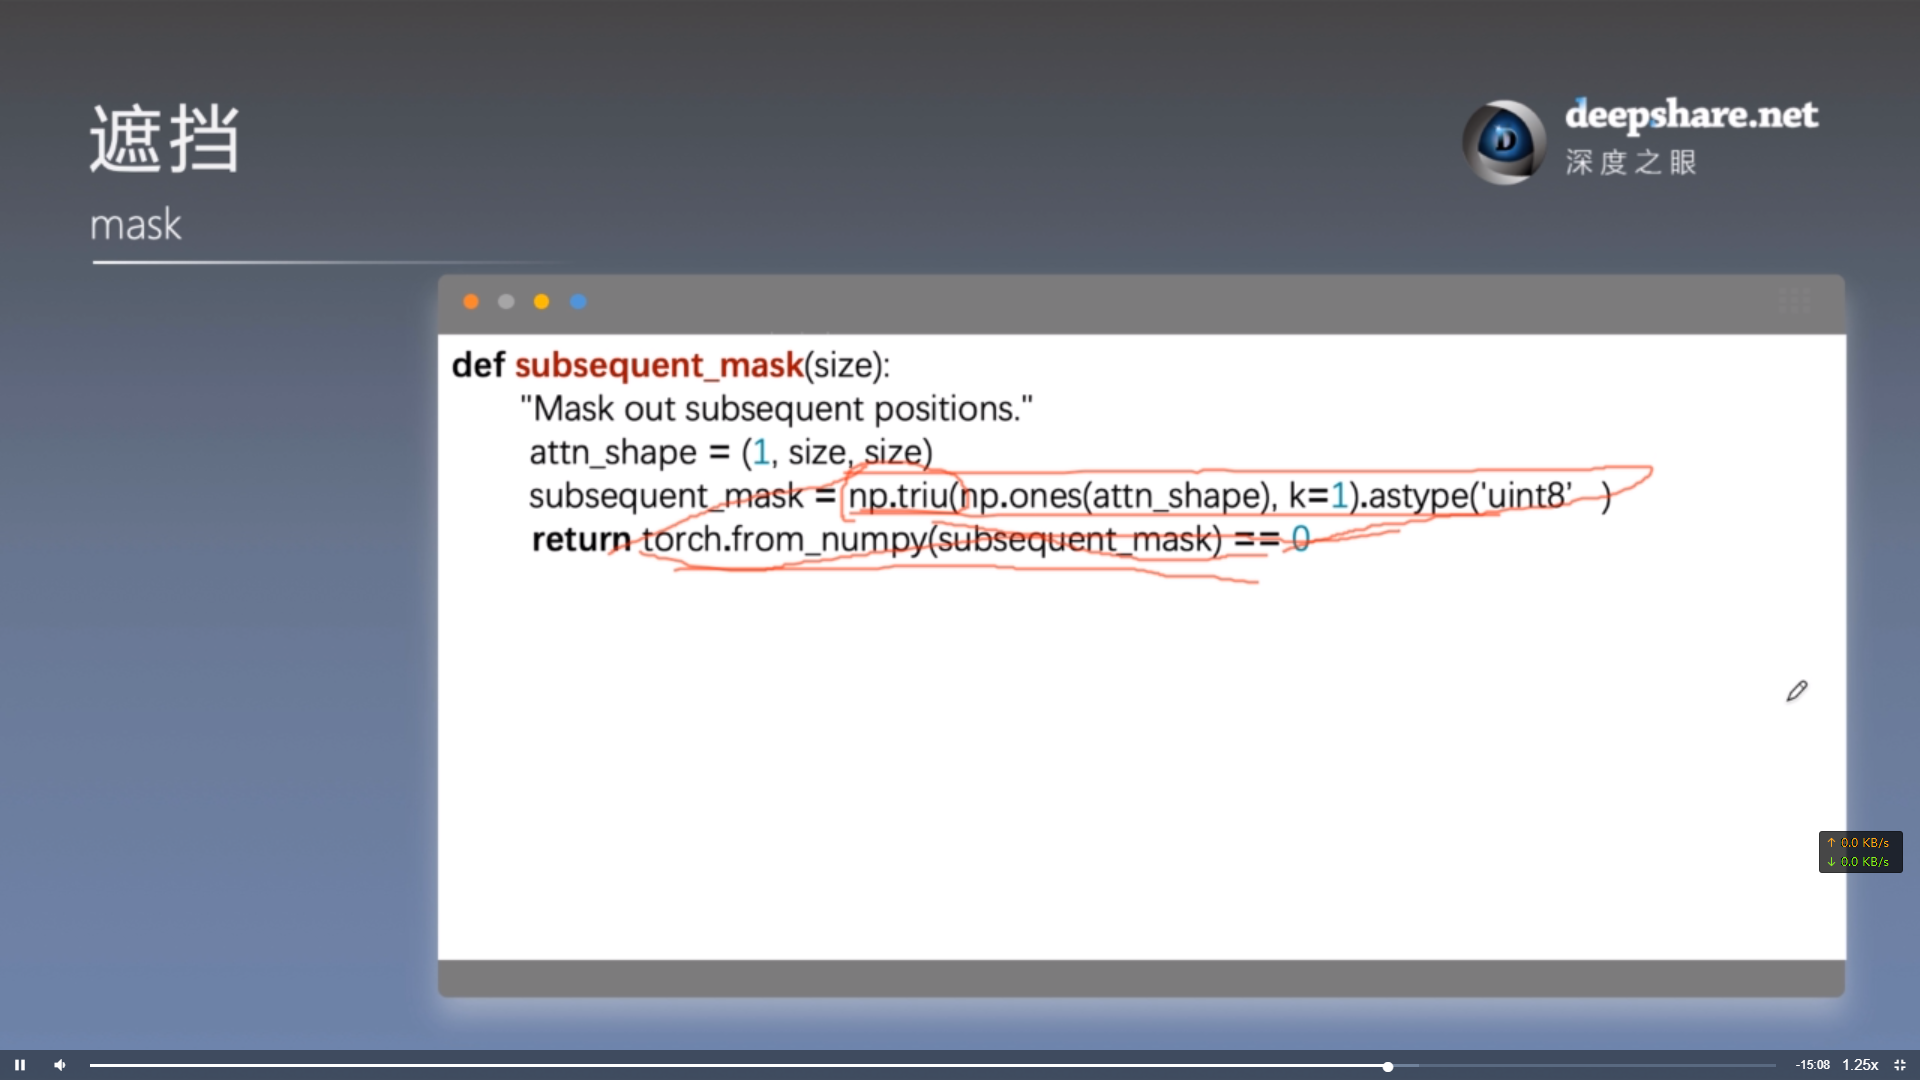 遮挡
mask
deepshare.net
深度之眼
def subsequent_mask(size):
"Mask out subsequent positions."
attn_shape = (1, size, size)
subsequent_mask = np.triu(np.ones(attn_shape), k=1).astype('uint8’ )
return torch.from_numpy(subsequent_mask) == 0
↑ 0.0 KB/s
↓ 0.0 KB/s
-15:08 1.25x